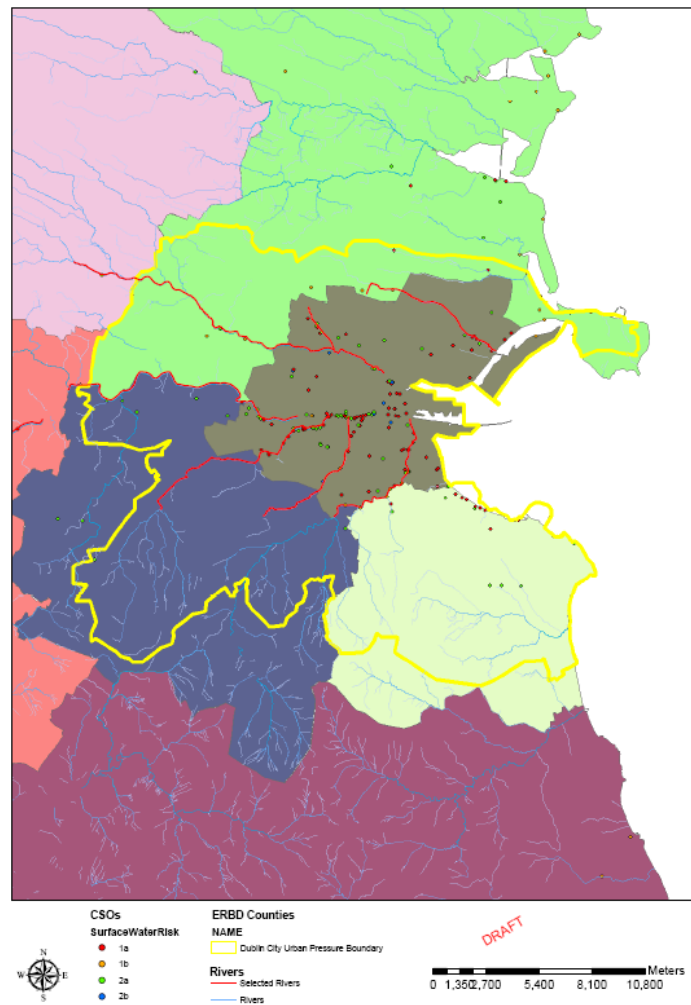 CSOs
SurfaceWaterRisk
1a
1b
2a
2b
ERBD Counties
NAME
Dublin City Urban Pressure Boundary
Rivers
Selected Rivers
Rivers
N
W E
S
DRAFT
Meters
0 1,350 2,700 5,400 8,100 10,800